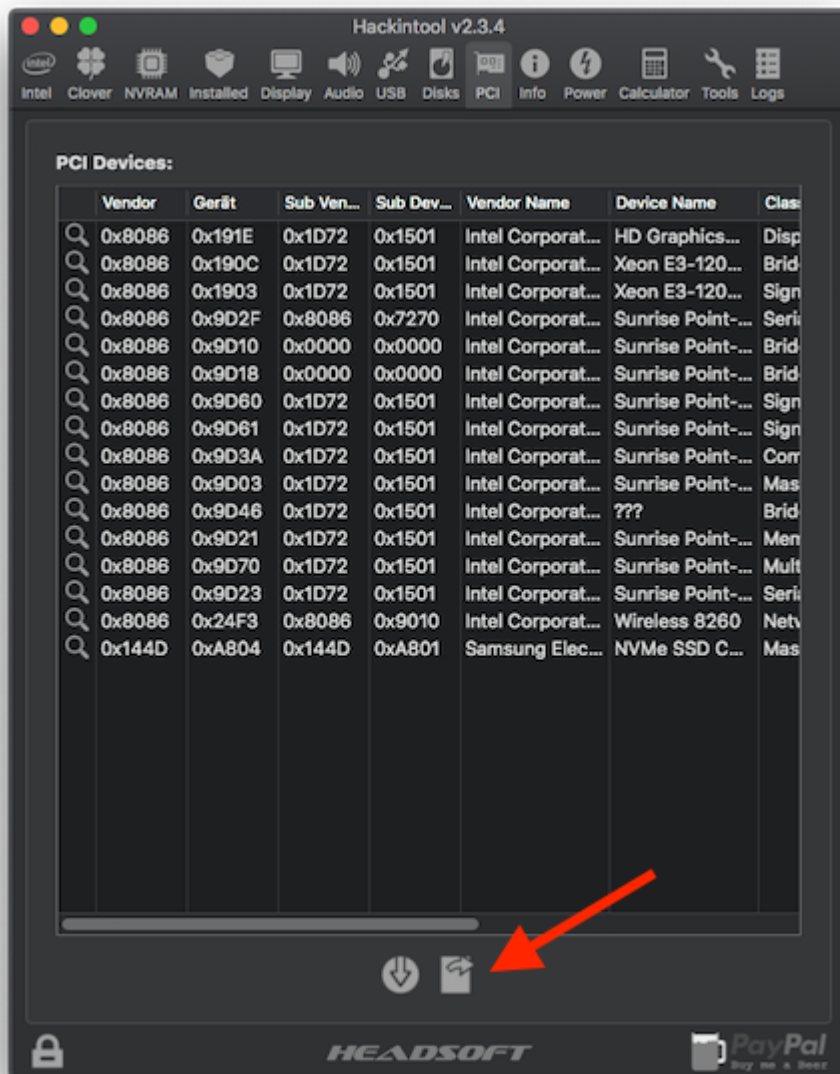 Hackintool v2.3.4
intel
Intel Clover NVRAM Installed Display Audio USB Disks PCI Info Power Calculator Tools Logs
PCI Devices:
Vendor Gerät Sub Ven... Sub Dev... Vendor Name Device Name Clas
0x8086 0x191E 0x1D72 0x1501 Intel Corporat... HD Graphics... Disp
0x8086 0x190C 0x1D72 0x1501 Intel Corporat... Xeon E3-120... Brid
0x8086 0x1903 0x1D72 0x1501 Intel Corporat... Xeon E3-120... Sign
0x8086 0x9D2F 0x8086 0x7270 Intel Corporat... Sunrise Point-... Seri
0x8086 0x9D10 0x0000 0x0000 Intel Corporat... Sunrise Point-... Brid
0x8086 0x9D18 0x0000 0x0000 Intel Corporat... Sunrise Point-... Brid
0x8086 0x9D60 0x1D72 0x1501 Intel Corporat... Sunrise Point-... Sign
0x8086 0x9D61 0x1D72 0x1501 Intel Corporat... Sunrise Point-... Sign
0x8086 0x9D3A 0x1D72 0x1501 Intel Corporat... Sunrise Point-... Com
0x8086 0x9D03 0x1D72 0x1501 Intel Corporat... Sunrise Point-... Mas
0x8086 0x9D46 0x1D72 0x1501 Intel Corporat... ??? Brid
0x8086 0x9D21 0x1D72 0x1501 Intel Corporat... Sunrise Point-... Mem
0x8086 0x9D70 0x1D72 0x1501 Intel Corporat... Sunrise Point-... Mult
0x8086 0x9D23 0x1D72 0x1501 Intel Corporat... Sunrise Point-... Seri
0x8086 0x24F3 0x8086 0x9010 Intel Corporat... Wireless 8260 Netw
0x144D 0xA804 0x144D 0xA801 Samsung Elec... NVMe SSD C... Mas
HEADSOFT
PayPal
Buy me a Beer